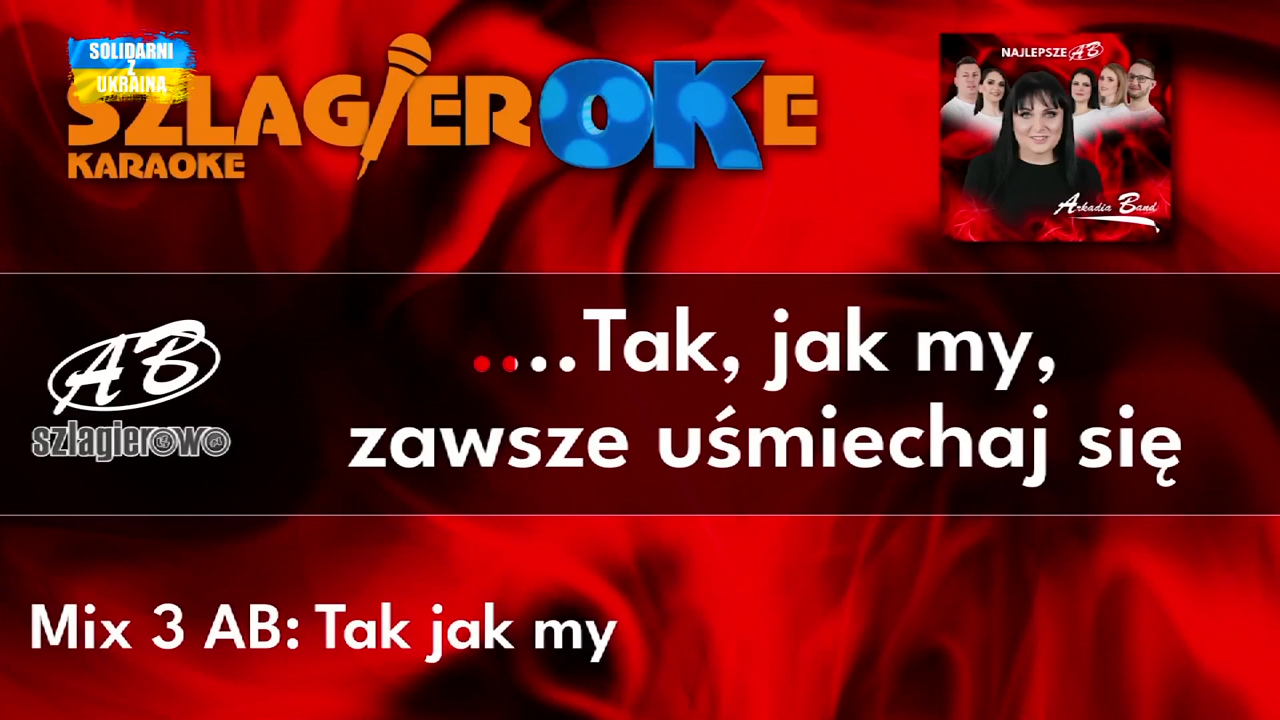 SOLIDARNI
Z
UKRAINĄ
SZLAGIEROKE
KARAOKE
NAJLEPSZE AB
Arkadia Band
AB
szlagierowo
....Tak, jak my,
zawsze uśmiechaj się
Mix 3 AB: Tak jak my